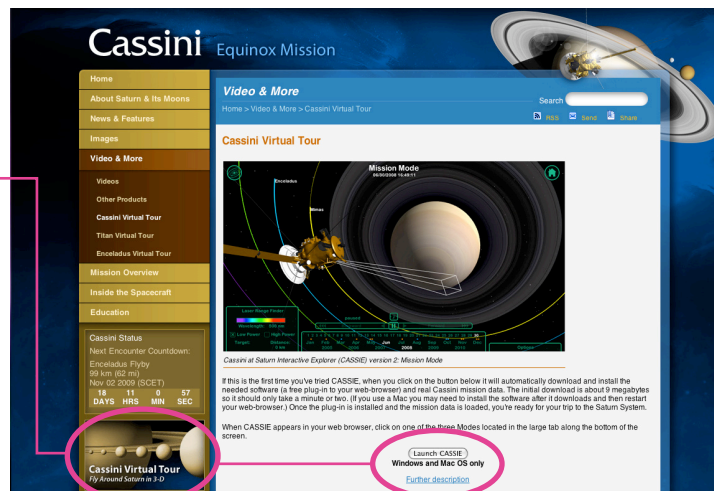 Cassini Equinox Mission
Home
About Saturn & Its Moons
News & Features
Images
Video & More
Videos
Other Products
Cassini Virtual Tour
Titan Virtual Tour
Enceladus Virtual Tour
Mission Overview
Inside the Spacecraft
Education
Cassini Status
Next Encounter Countdown:
Enceladus Flyby
99 km (62 mi)
Nov 02 2009 (SCET)
18 11 0 57
DAYS HRS MIN SEC
Cassini Virtual Tour
Fly Around Saturn in 3-D
Video & More
Home > Video & More > Cassini Virtual Tour
Search
RSS Send Share
Cassini Virtual Tour
Mission Mode
Enceladus
Mimas
Laser Range Finder
Low Power High Power
Target: Distance:
paused
Cassini at Saturn Interactive Explorer (CASSIE) version 2: Mission Mode
If this is the first time you've tried CASSIE, when you click on the button below it will automatically download and install the
needed software (a free plug-in to your web-browser) and real Cassini mission data. The initial download is about 9 megabytes
so it should only take a minute or two. (If you use a Mac you may need to install the software after it downloads and then restart
your web-browser.) Once the plug-in is installed and the mission data is loaded, you're ready for your trip to the Saturn System.
When CASSIE appears in your web browser, click on one of the three Modes located in the large tab along the bottom of the
screen.
Launch CASSIE
Windows and Mac OS only
Further description